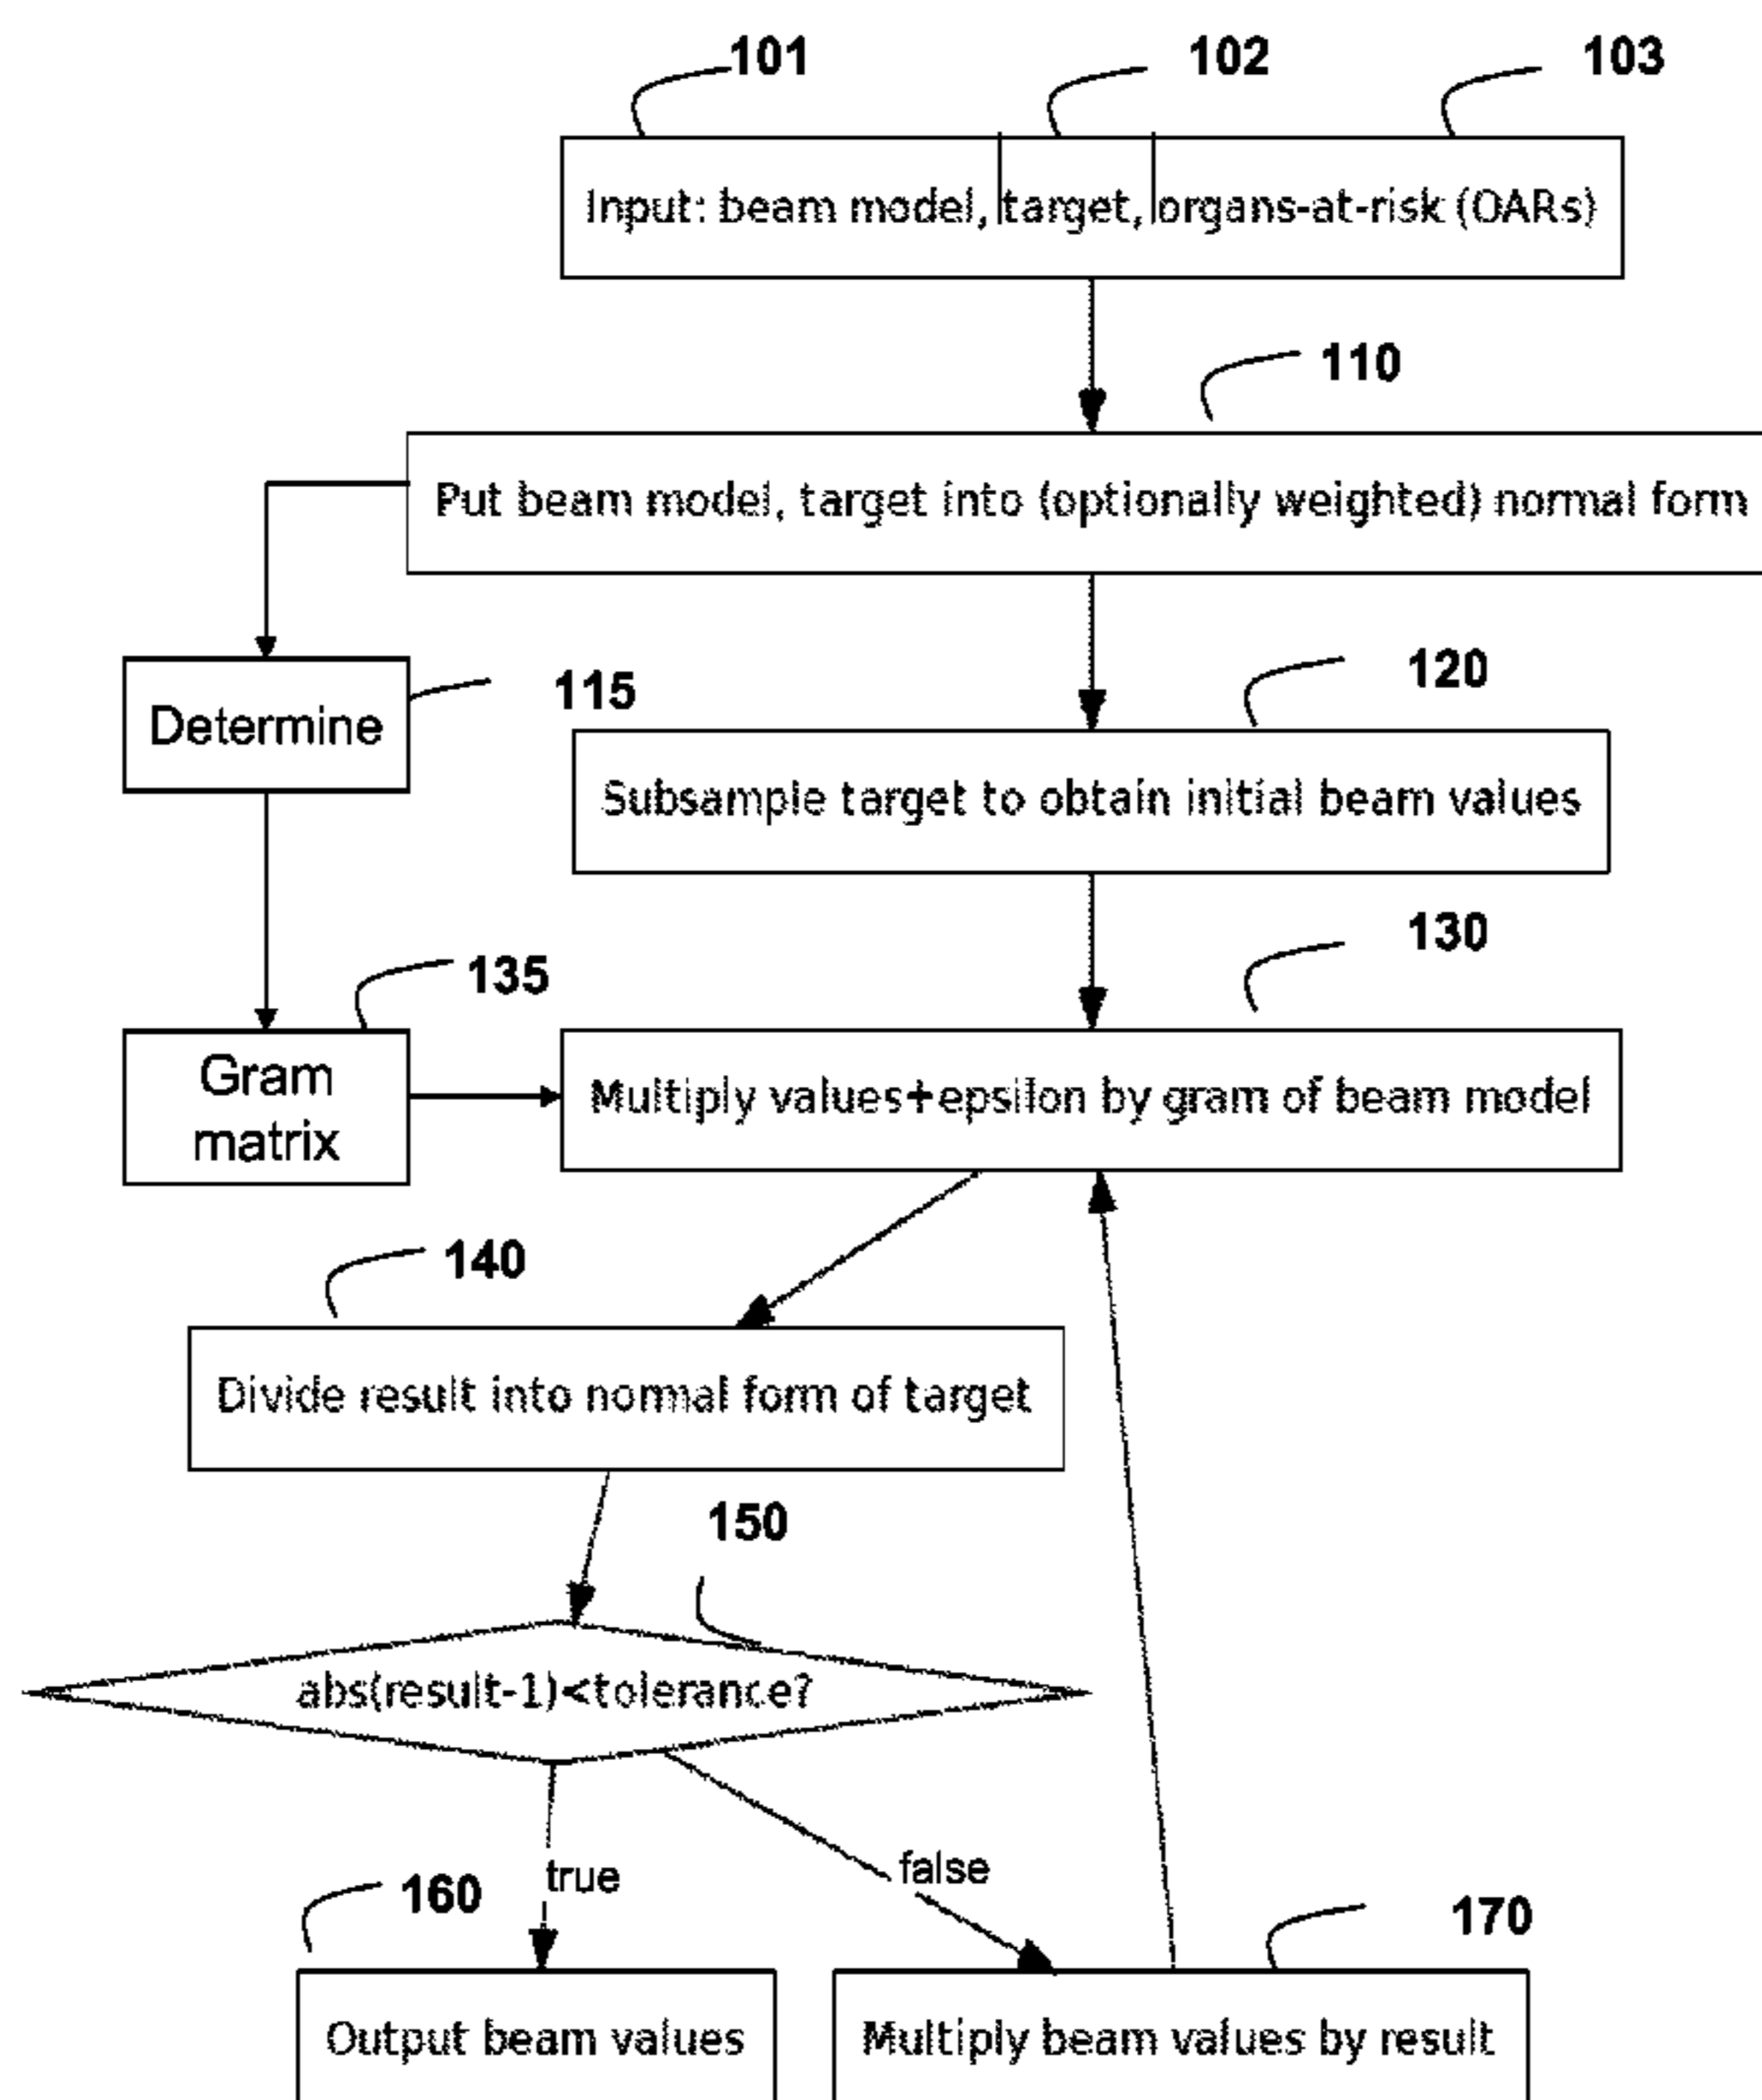 101 102 103
Input: beam model, target, organs-at-risk (OARs)
110
Put beam model, target into (optionally weighted) normal form
115
Determine
120
Subsample target to obtain initial beam values
130
135
Gram
matrix
Multiply values+epsilon by gram of beam model
140
Divide result into normal form of target
150
abs(result-1)<tolerance?
true
false
160
170
Output beam values
Multiply beam values by result